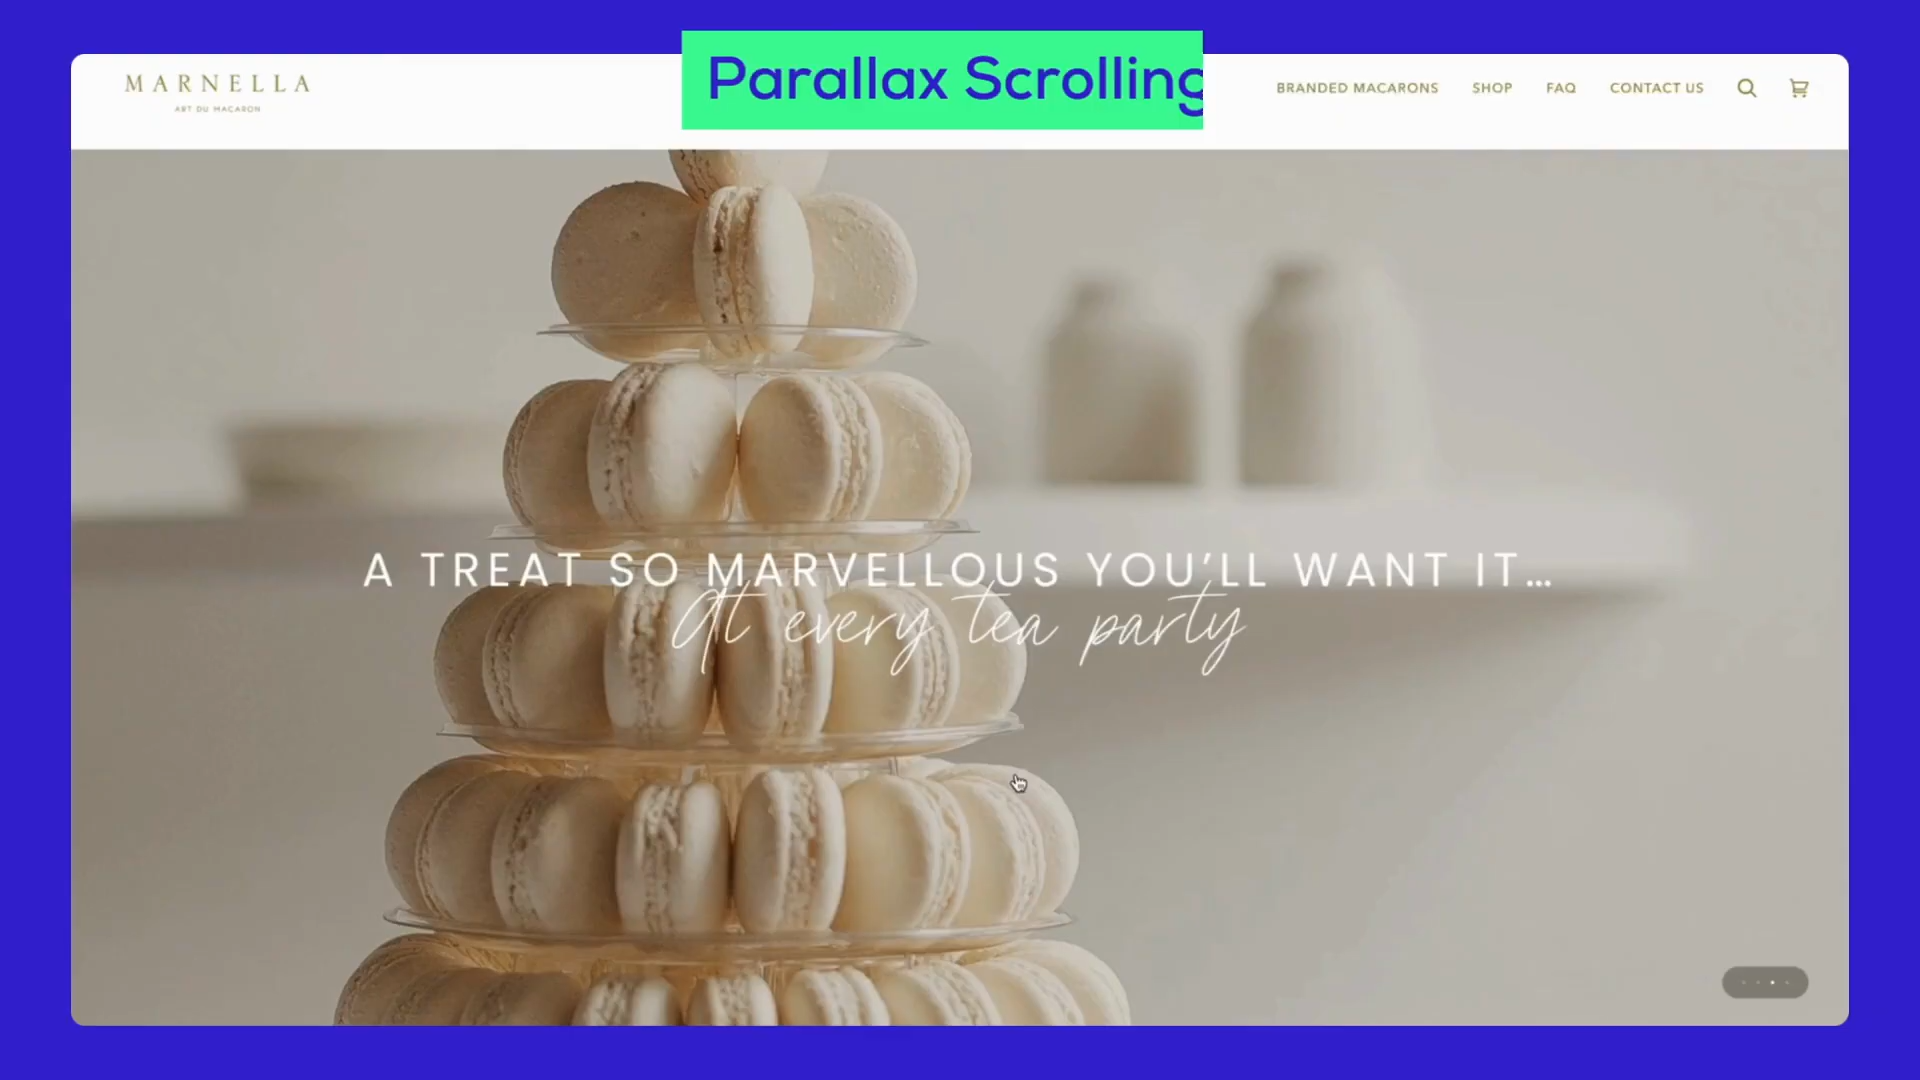 Parallax Scrolling
MARNELLA
ART DU MACARON
BRANDED MACARONS SHOP FAQ CONTACT US
A TREAT SO MARVELLOUS YOU’LL WANT IT…
At every tea party